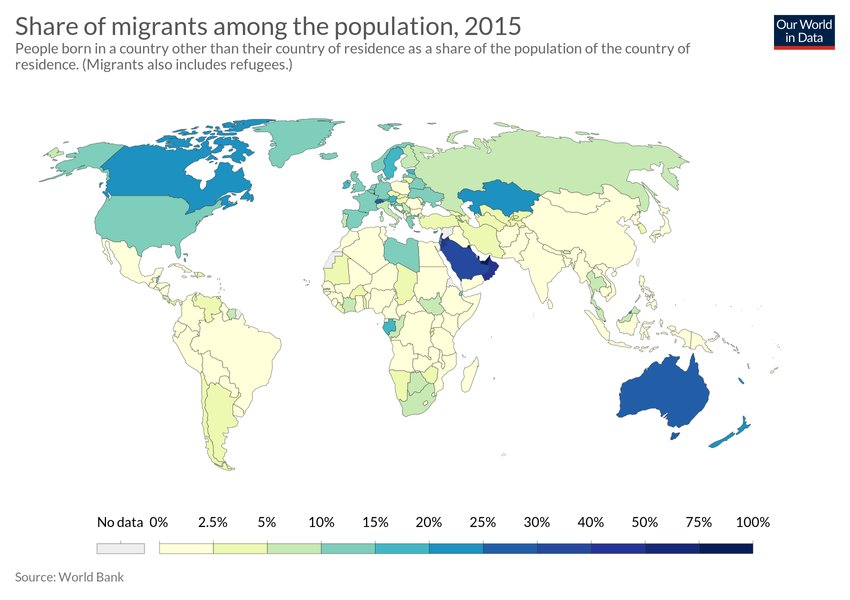 Share of migrants among the population, 2015
Our World
in Data
People born in a country other than their country of residence as a share of the population of the country of
residence. (Migrants also includes refugees.)
No data 0% 2.5% 5% 10% 15% 20% 25% 30% 40% 50% 75% 100%
Source: World Bank